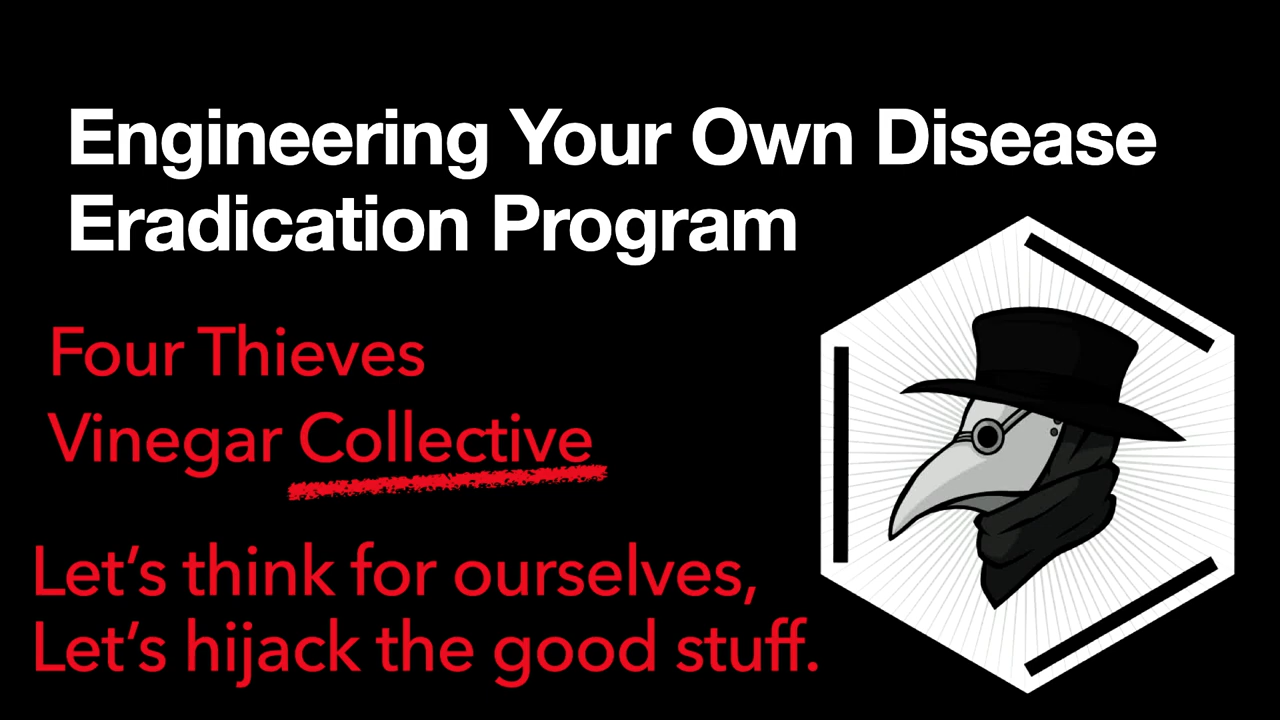 Engineering Your Own Disease
Eradication Program
Four Thieves
Vinegar Collective
Let’s think for ourselves,
Let’s hijack the good stuff.